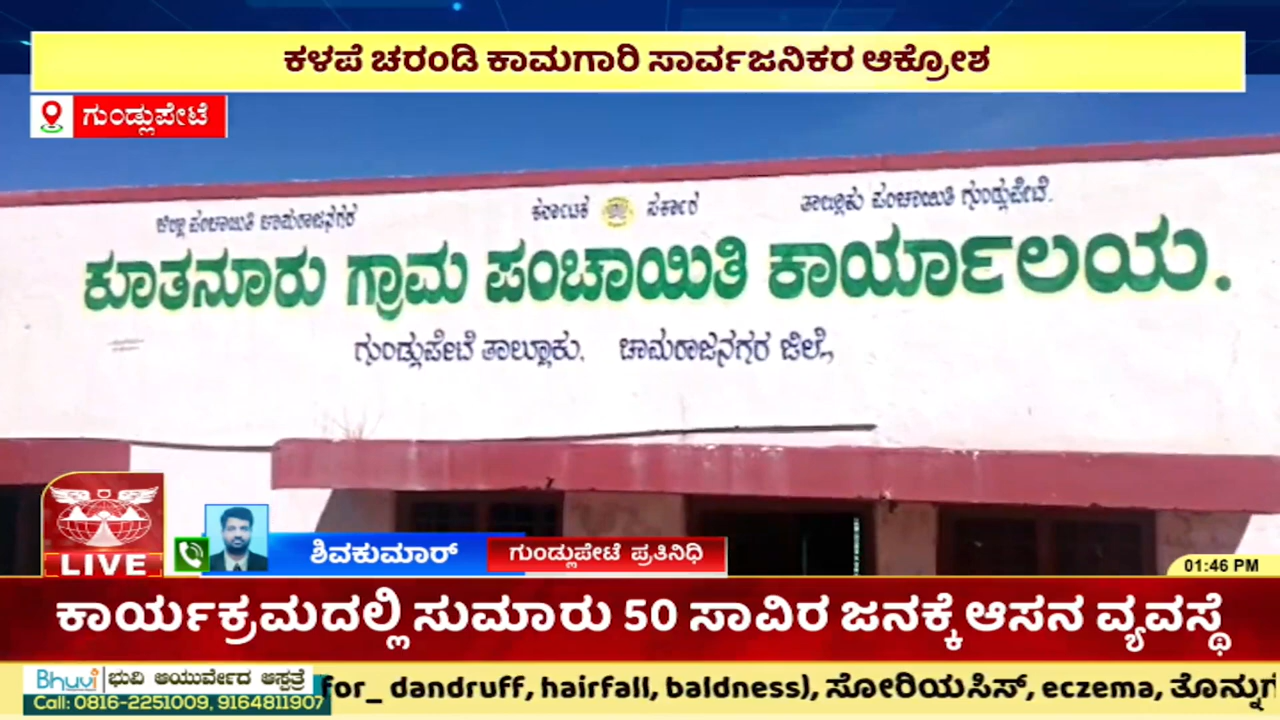 ಕಳಪೆ ಚರಂಡಿ ಕಾಮಗಾರಿ ಸಾರ್ವಜನಿಕರ ಆಕ್ರೋಶ
ಗುಂಡ್ಲುಪೇಟೆ
ಜಿಲ್ಲಾ ಪಂಚಾಯಿತಿ ಚಾಮರಾಜನಗರ ಕರ್ನಾಟಕ ಸರ್ಕಾರ ತಾಲ್ಲೂಕು ಪಂಚಾಯಿತಿ ಗುಂಡ್ಲುಪೇಟೆ.
ಕೂತನೂರು ಗ್ರಾಮ ಪಂಚಾಯಿತಿ ಕಾರ್ಯಾಲಯ.
ಗುಂಡ್ಲುಪೇಟೆ ತಾಲ್ಲೂಕು, ಚಾಮರಾಜನಗರ ಜಿಲ್ಲೆ,
LIVE
ಶಿವಕುಮಾರ್ ಗುಂಡ್ಲುಪೇಟೆ ಪ್ರತಿನಿಧಿ
01:46 PM
ಕಾರ್ಯಕ್ರಮದಲ್ಲಿ ಸುಮಾರು 50 ಸಾವಿರ ಜನಕ್ಕೆ ಆಸನ ವ್ಯವಸ್ಥೆ
Bhuvi ಭುವಿ ಆಯುರ್ವೇದ ಆಸ್ಪತ್ರೆ
Call: 0816-2251009, 9164811907
for_ dandruff, hairfall, baldness), ಸೋರಿಯಸಿಸ್, eczema, ತೊನ್ನುಗ